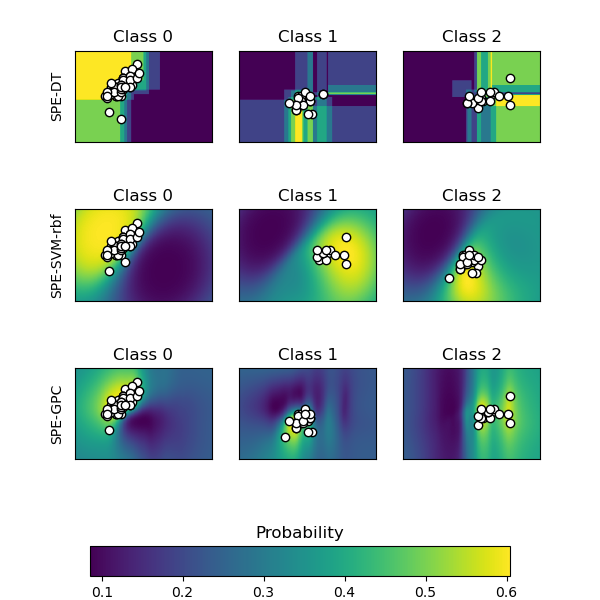 Class 0 Class 1 Class 2
SPE-DT
Class 0 Class 1 Class 2
SPE-SVM-rbf
Class 0 Class 1 Class 2
SPE-GPC
Probability
0.1 0.2 0.3 0.4 0.5 0.6